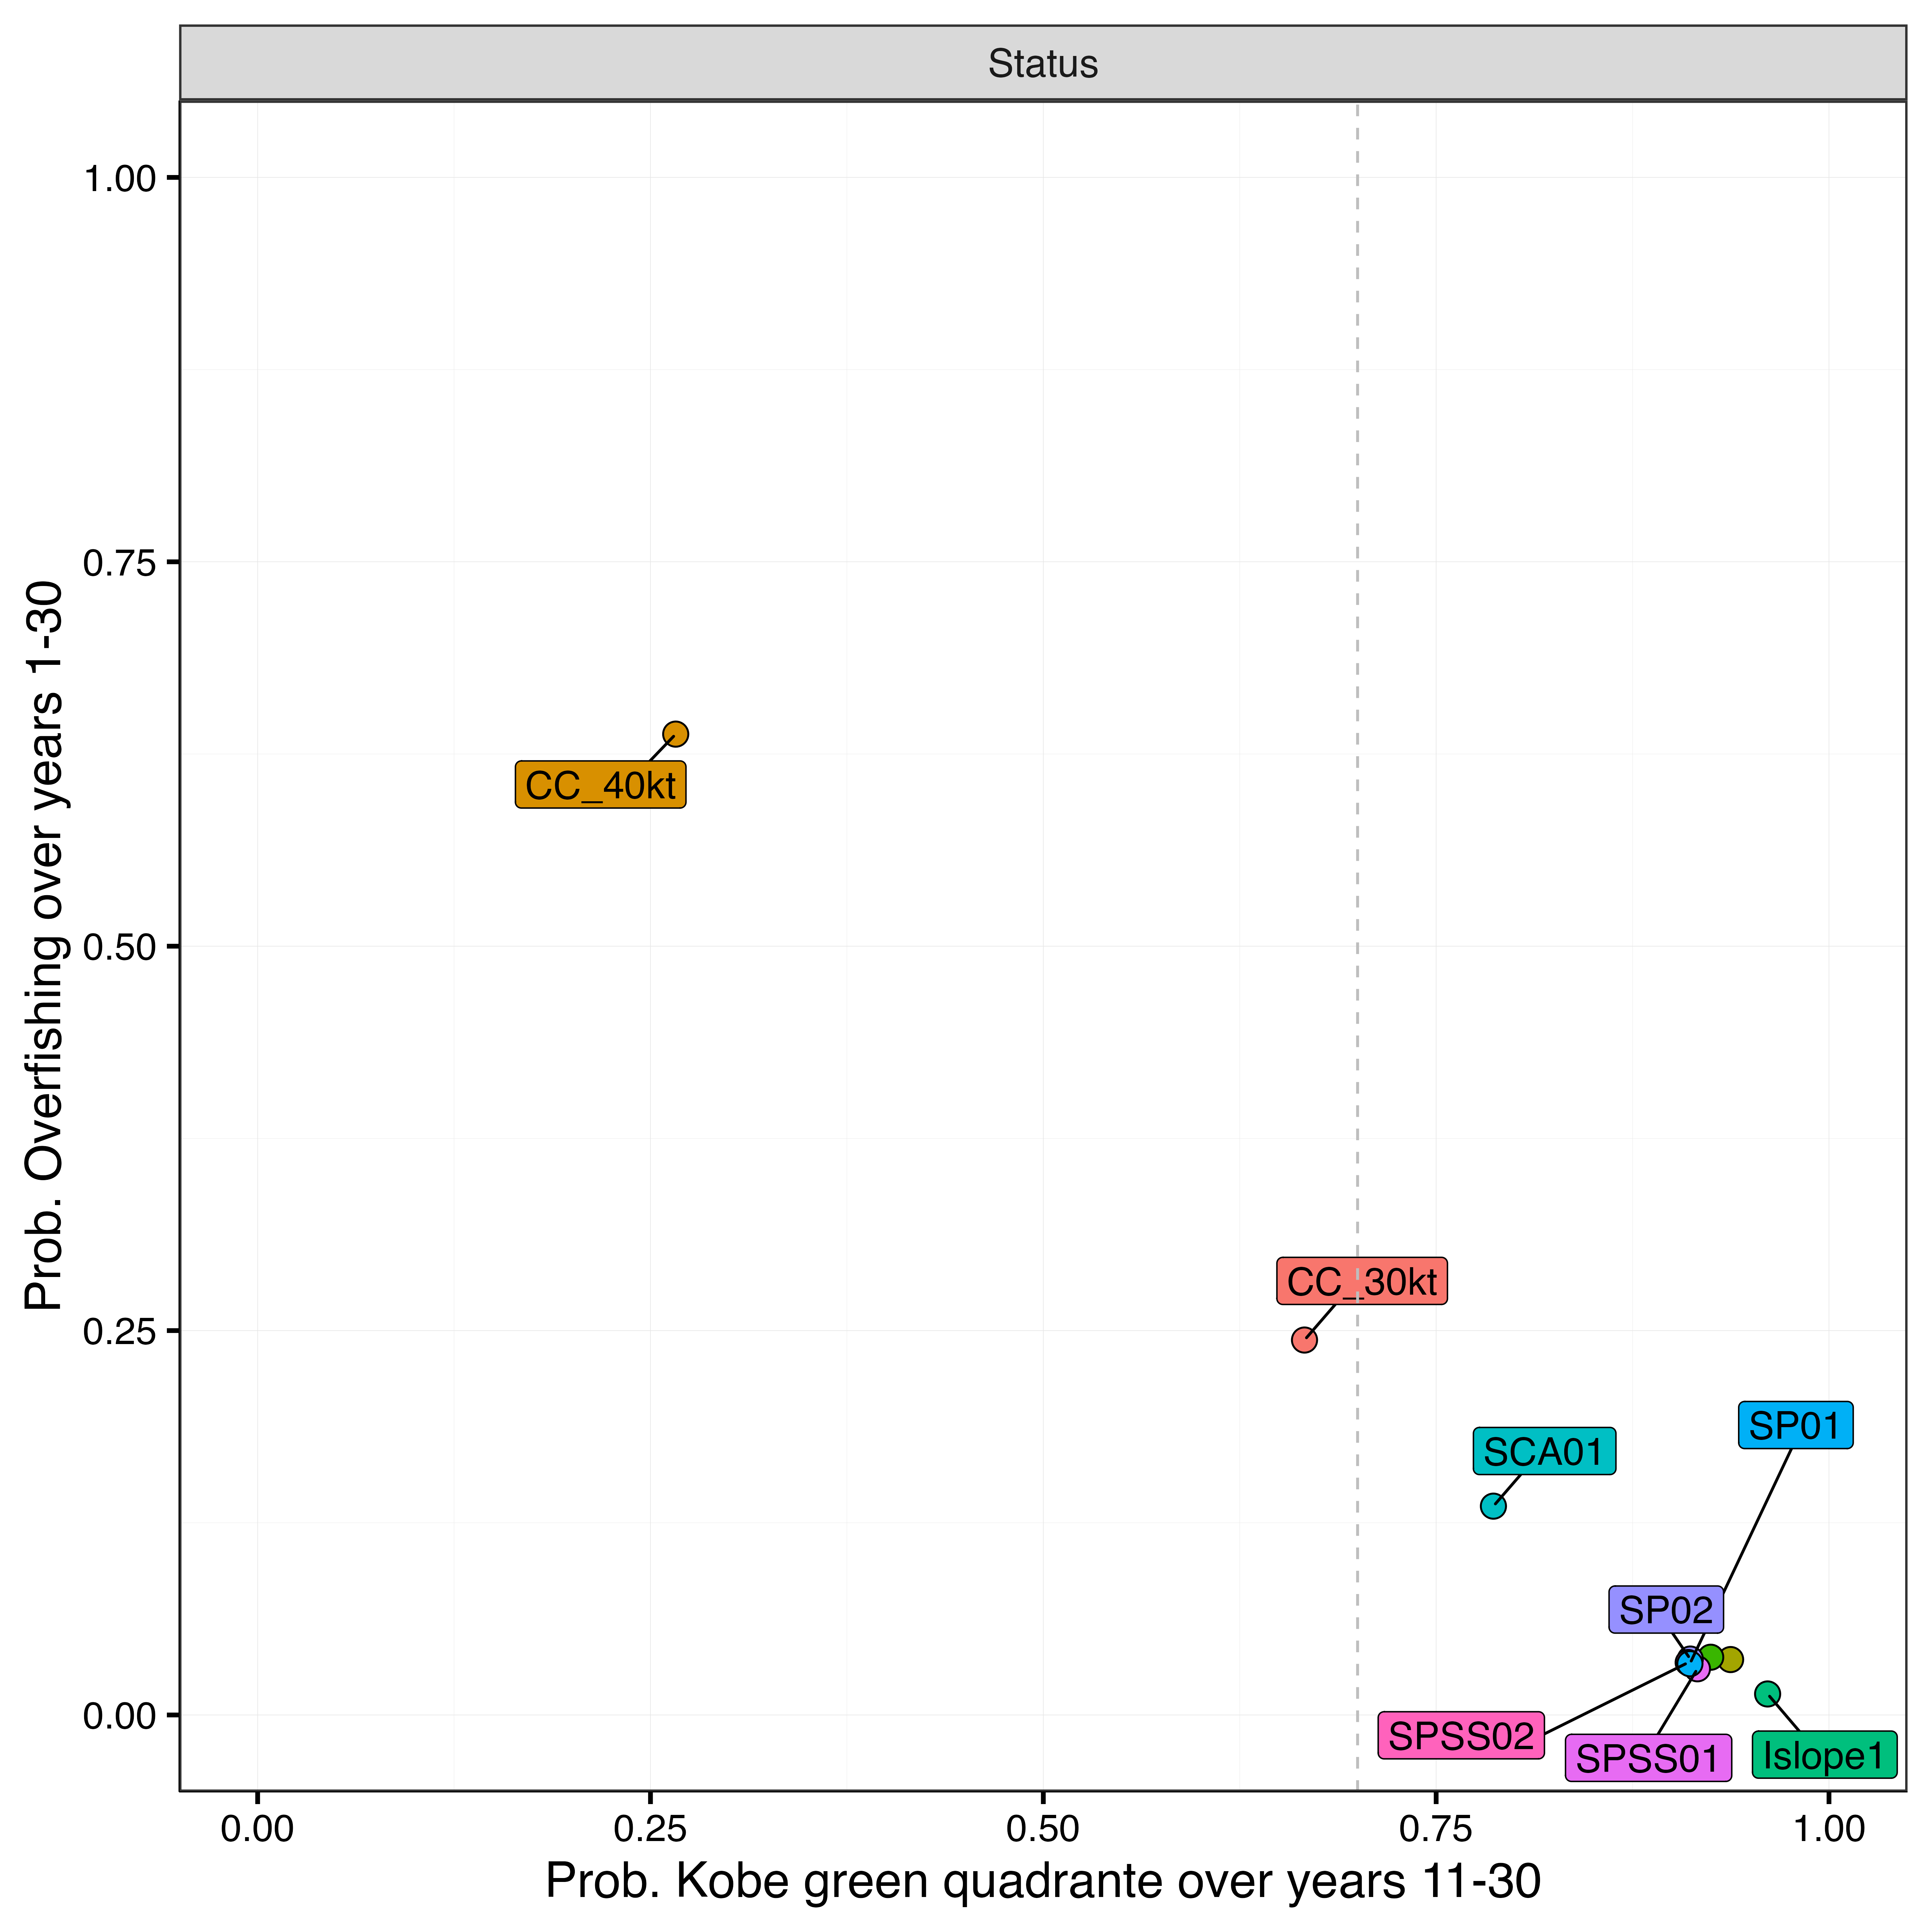 Status
Prob. Overfishing over years 1-30
1.00
0.75
0.50
0.25
0.00
CC_40kt
CC_30kt
SP01
SCA01
SP02
SPSS02
SPSS01
Islope1
0.00 0.25 0.50 0.75 1.00
Prob. Kobe green quadrante over years 11-30